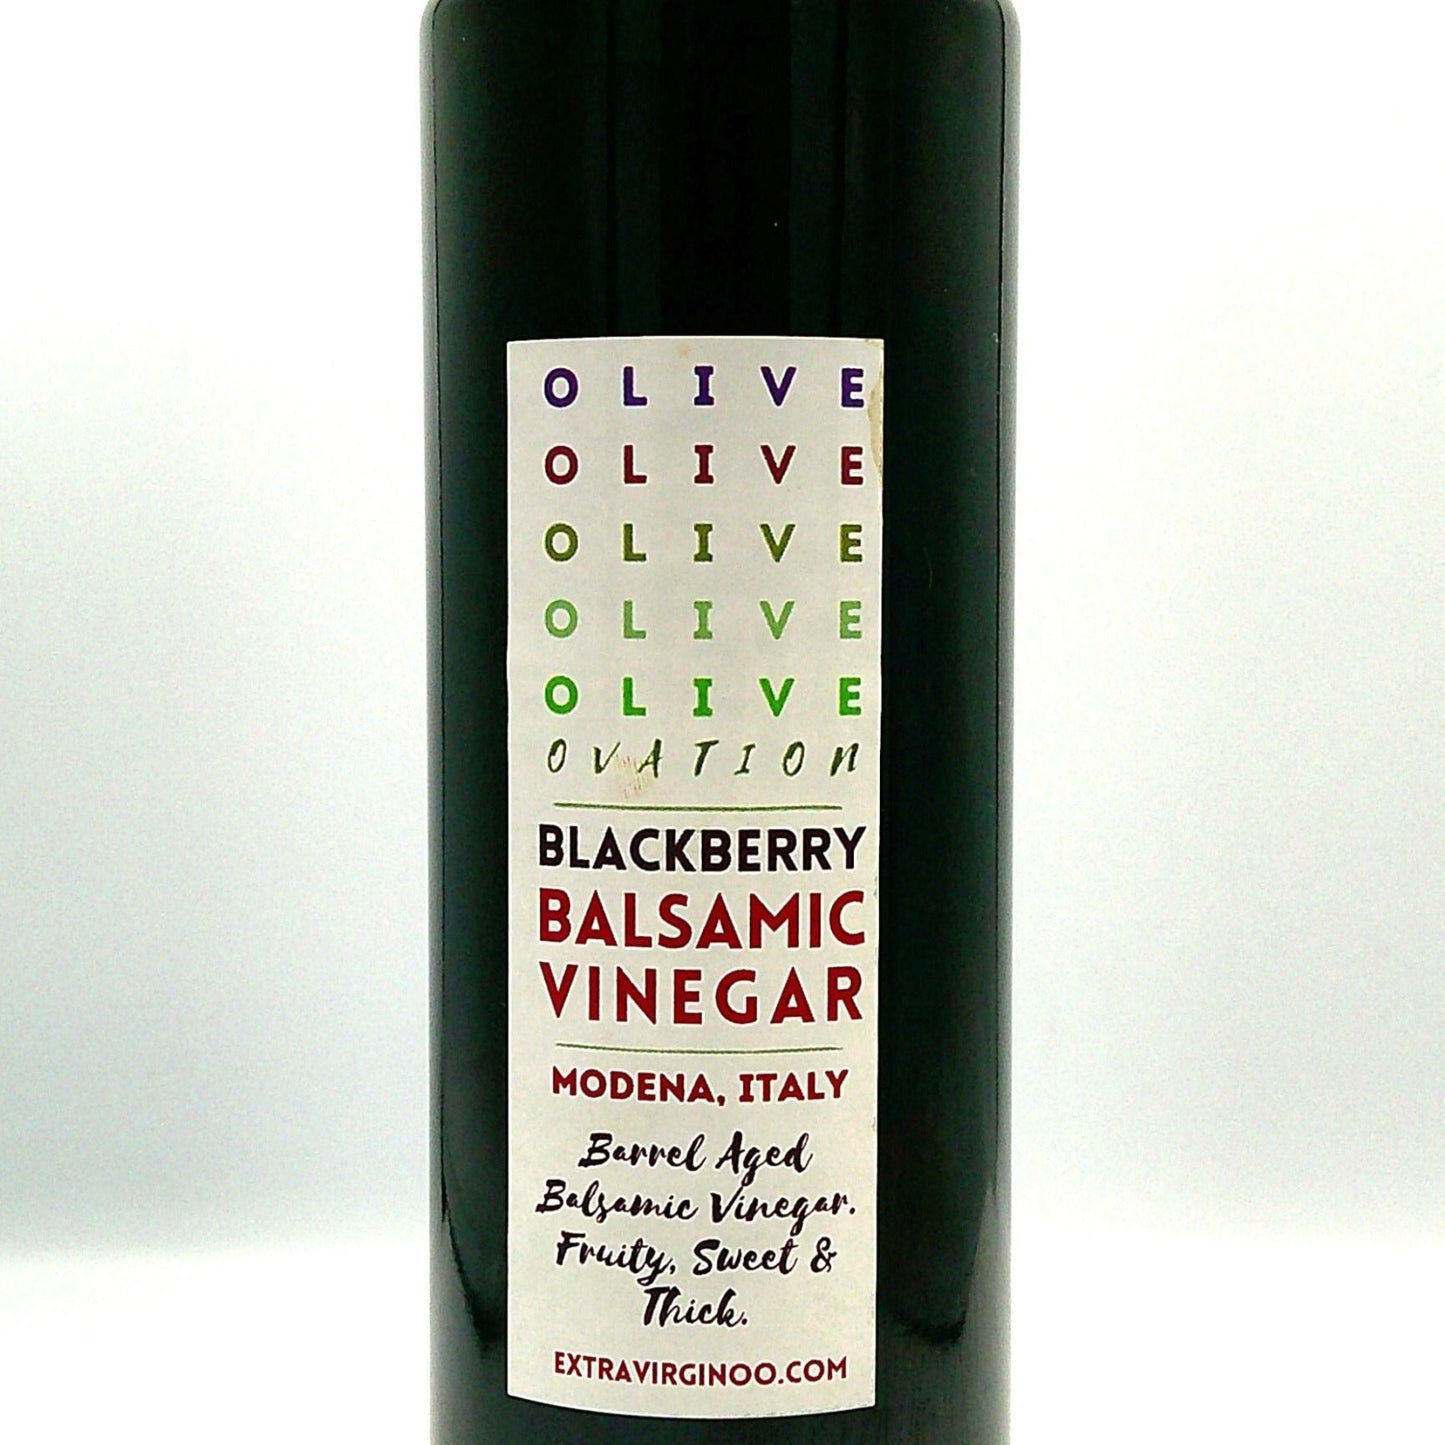 OLIVE
OLIVE
OLIVE
OLIVE
OLIVE
OVATION
BLACKBERRY
BALSAMIC
VINEGAR
MODENA, ITALY
Barrel Aged
Balsamic Vinegar.
Fruity, Sweet &
Thick.
EXTRAVIRGINOO.COM